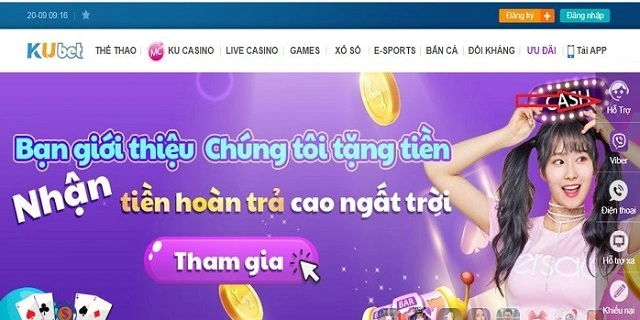 20-09 09:16
Đăng ký +
Đăng nhập
KUbet
THỂ THAO
MC KU CASINO
LIVE CASINO
GAMES
XỔ SỐ
E-SPORTS
BẮN CÁ
ĐỐI KHÁNG
ƯU ĐÃI
Tải APP
CASH
Hỗ Trợ
Bạn giới thiệu Chúng tôi tặng tiền
Viber
Nhận tiền hoàn trả cao ngất trời
Điện thoại
Tham gia
Hỗ trợ xa
BAR
Khiếu nại